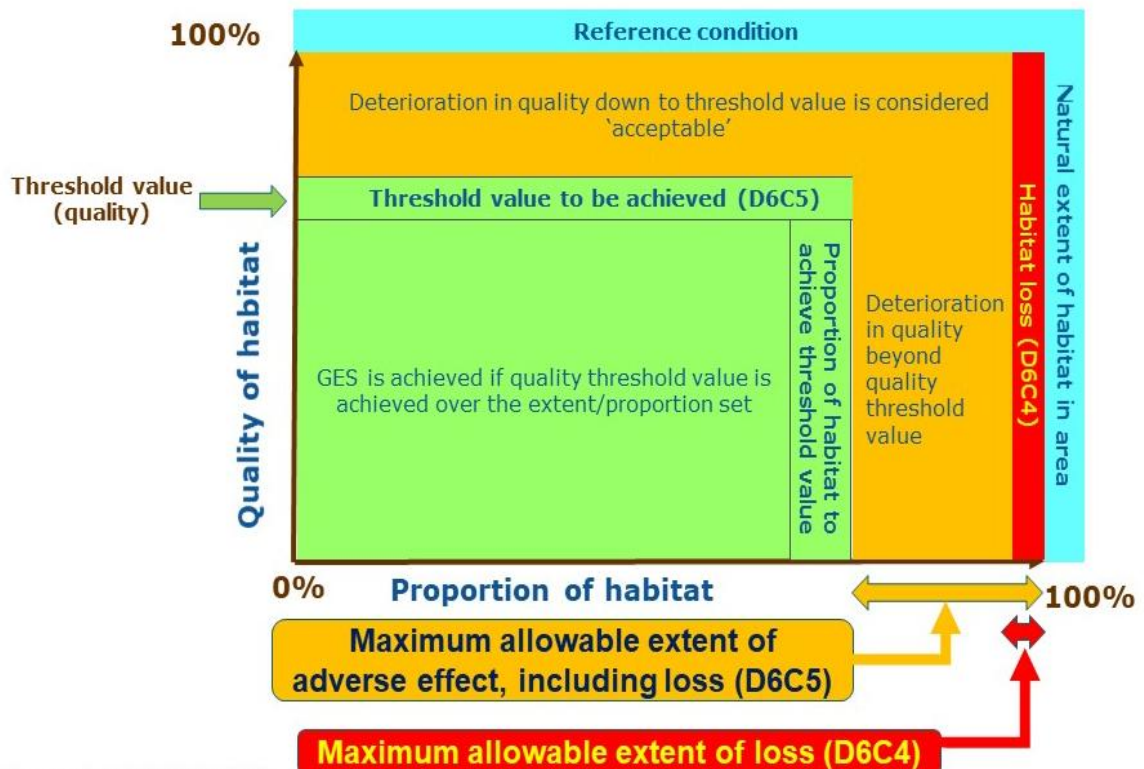 100%
Reference condition
Deterioration in quality down to threshold value is considered
‘acceptable’
Threshold value
(quality)
Threshold value to be achieved (D6C5)
Quality of habitat
GES is achieved if quality threshold value is
achieved over the extent/proportion set
Proportion of habitat to
achieve threshold value
Deterioration
in quality
beyond
quality
threshold
value
Habitat loss (D6C4)
Natural extent of habitat in area
0%
Proportion of habitat
100%
Maximum allowable extent of
adverse effect, including loss (D6C5)
Maximum allowable extent of loss (D6C4)